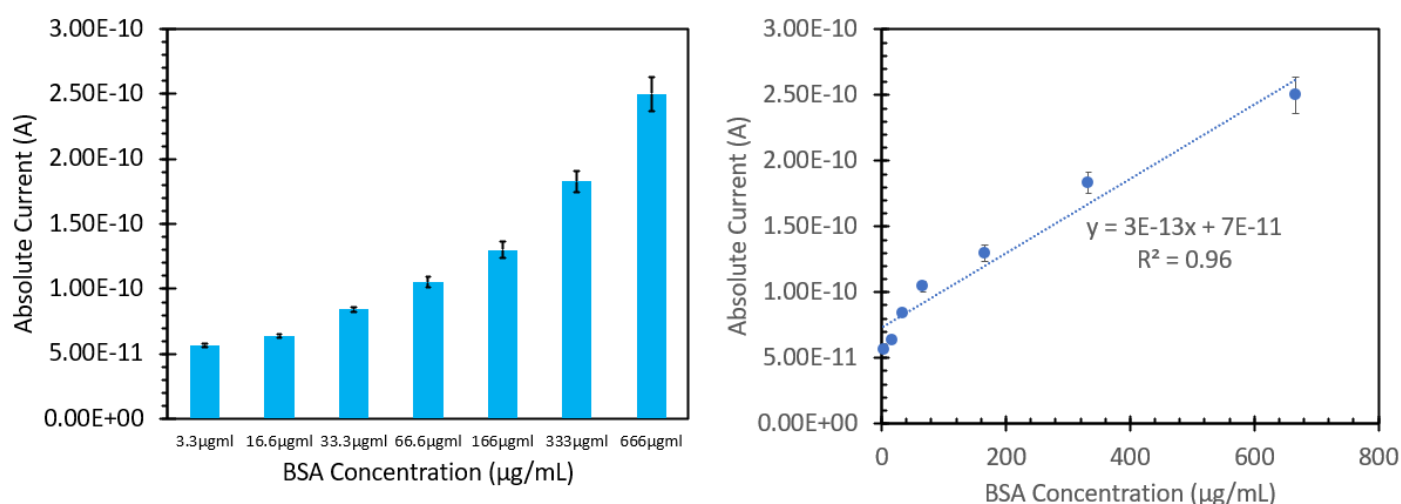 Absolute Current (A)
3.00E-10
2.50E-10
2.00E-10
1.50E-10
1.00E-10
5.00E-11
0.00E+00
3.3µgml 16.6µgml 33.3µgml 66.6µgml 166µgml 333µgml 666µgml
BSA Concentration (µg/mL)
Absolute Current (A)
3.00E-10
2.50E-10
2.00E-10
1.50E-10
1.00E-10
5.00E-11
0.00E+00
y = 3E-13x + 7E-11
R² = 0.96
0 200 400 600 800
BSA Concentration (µg/mL)